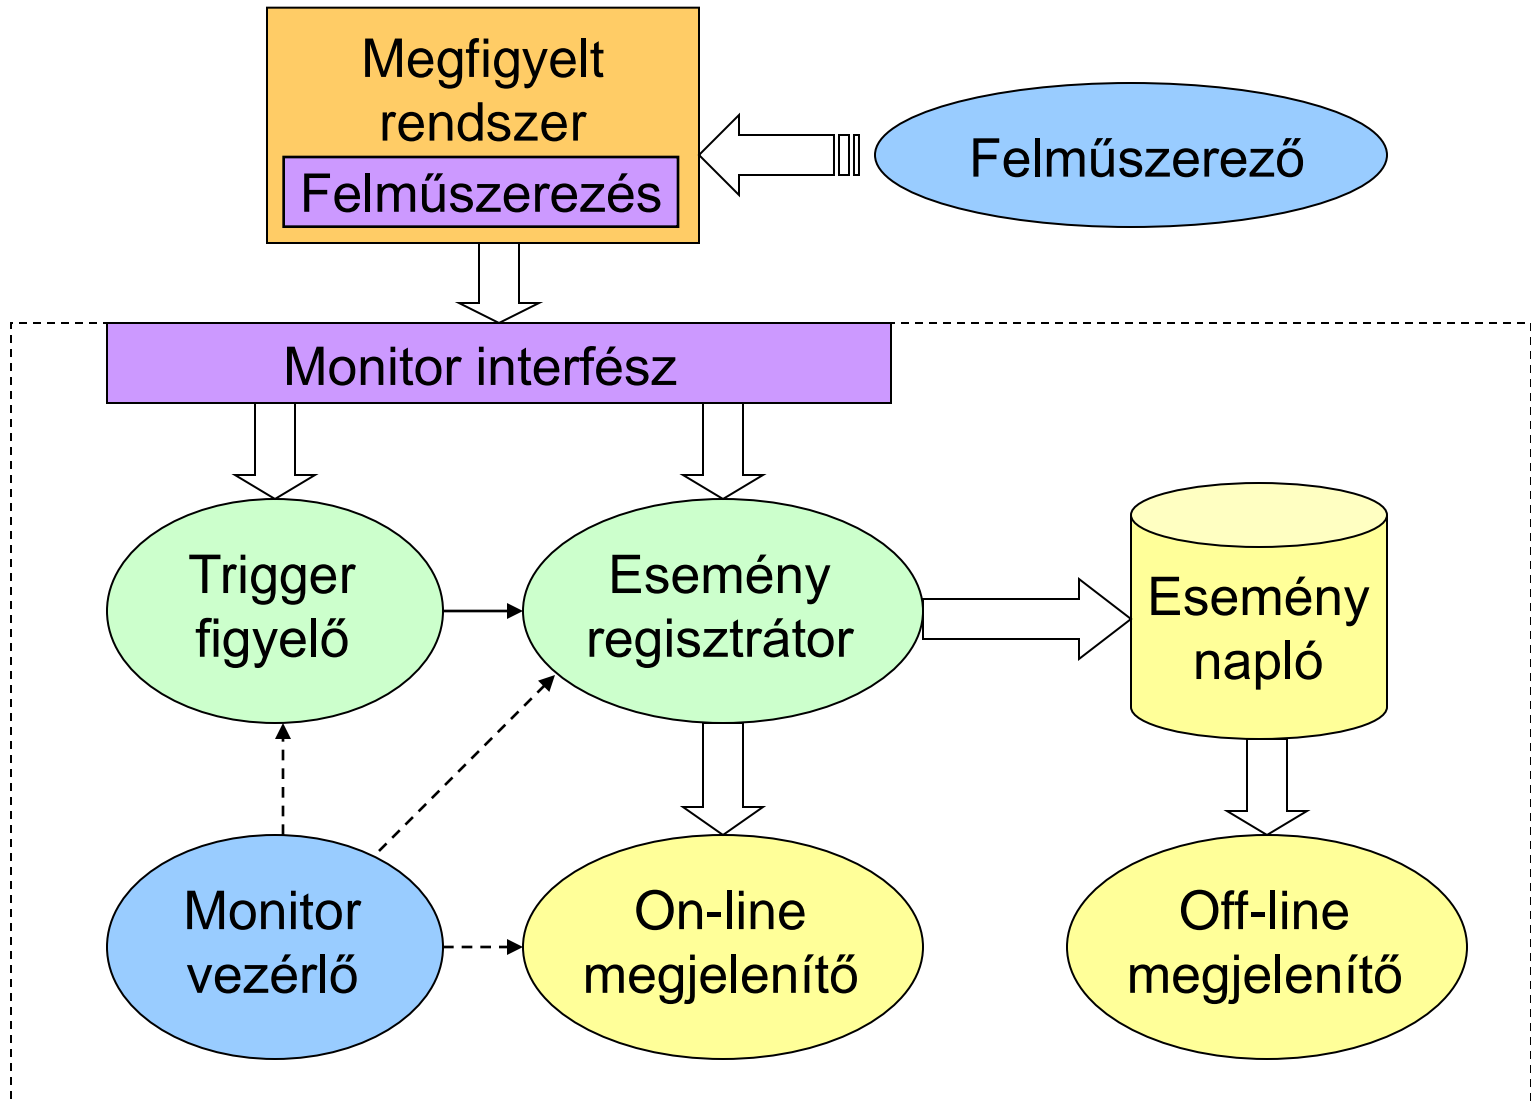 Megfigyelt
rendszer
Felműszerezés
Felműszerező
Monitor interfész
Trigger
figyelő
Esemény
regisztrátor
Esemény
napló
Monitor
vezérlő
On-line
megjelenítő
Off-line
megjelenítő